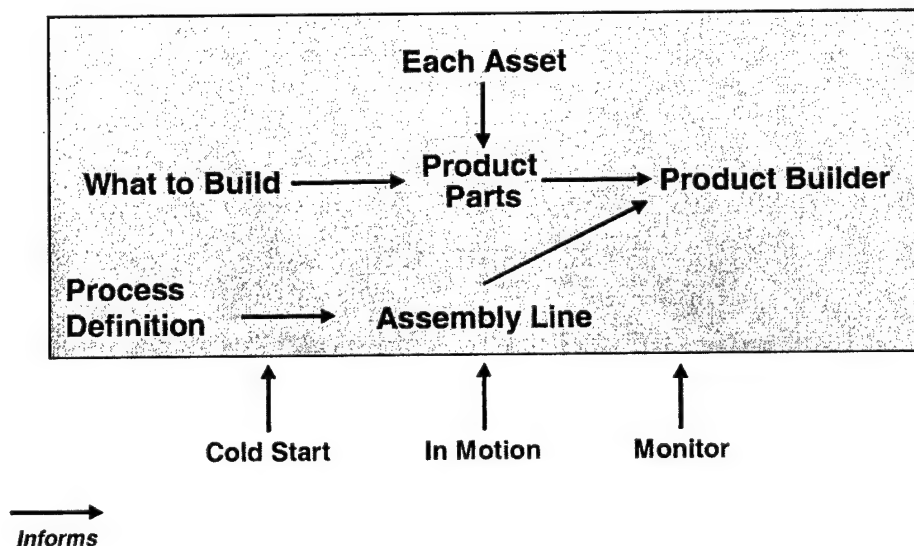 Each Asset
What to Build
Product
Parts
Product Builder
Process
Definition
Assembly Line
Cold Start
In Motion
Monitor
Informs